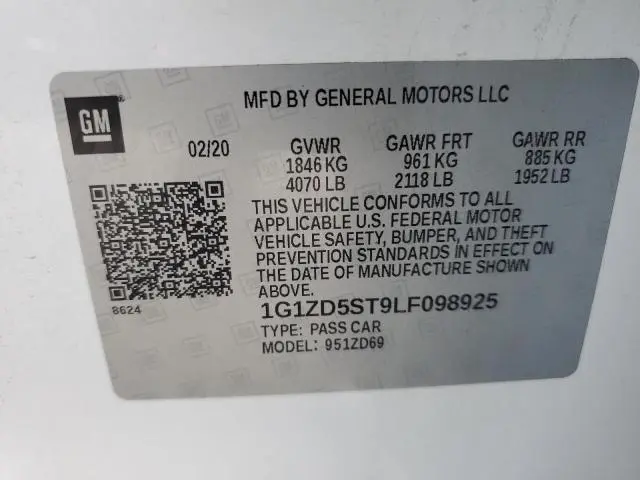 GM
MFD BY GENERAL MOTORS LLC
02/20 GVWR GAWR FRT GAWR RR
1846 KG 961 KG 885 KG
4070 LB 2118 LB 1952 LB
THIS VEHICLE CONFORMS TO ALL
APPLICABLE U.S. FEDERAL MOTOR
VEHICLE SAFETY, BUMPER, AND THEFT
PREVENTION STANDARDS IN EFFECT ON
THE DATE OF MANUFACTURE SHOWN
ABOVE.
8624
1G1ZD5ST9LF098925
TYPE: PASS CAR
MODEL: 951ZD69